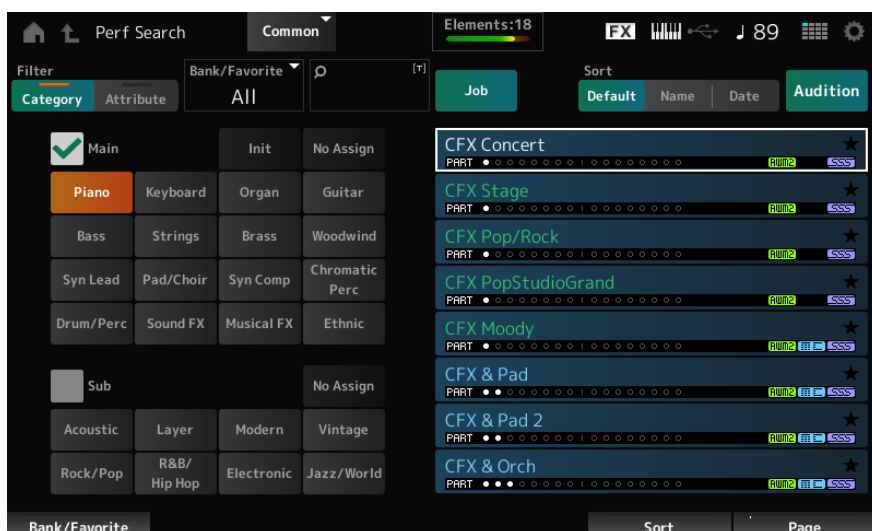 Perf Search
Common
Elements:18
FX
♩ 89
Filter
Bank/Favorite
[T]
Sort
Category
Attribute
All
Job
Default
Name
Date
Audition
Main
Init
No Assign
Piano
Keyboard
Organ
Guitar
Bass
Strings
Brass
Woodwind
Syn Lead
Pad/Choir
Syn Comp
Chromatic
Perc
Drum/Perc
Sound FX
Musical FX
Ethnic
Sub
No Assign
Acoustic
Layer
Modern
Vintage
Rock/Pop
R&B/
Hip Hop
Electronic
Jazz/World
CFX Concert
PART AWM2 SSS
CFX Stage
PART AWM2 SSS
CFX Pop/Rock
PART AWM2 SSS
CFX PopStudioGrand
PART AWM2 SSS
CFX Moody
PART AWM2 SSS
CFX & Pad
PART AWM2 SSS
CFX & Pad 2
PART AWM2 SSS
CFX & Orch
PART AWM2 SSS
Bank/Favorite
Sort
Page